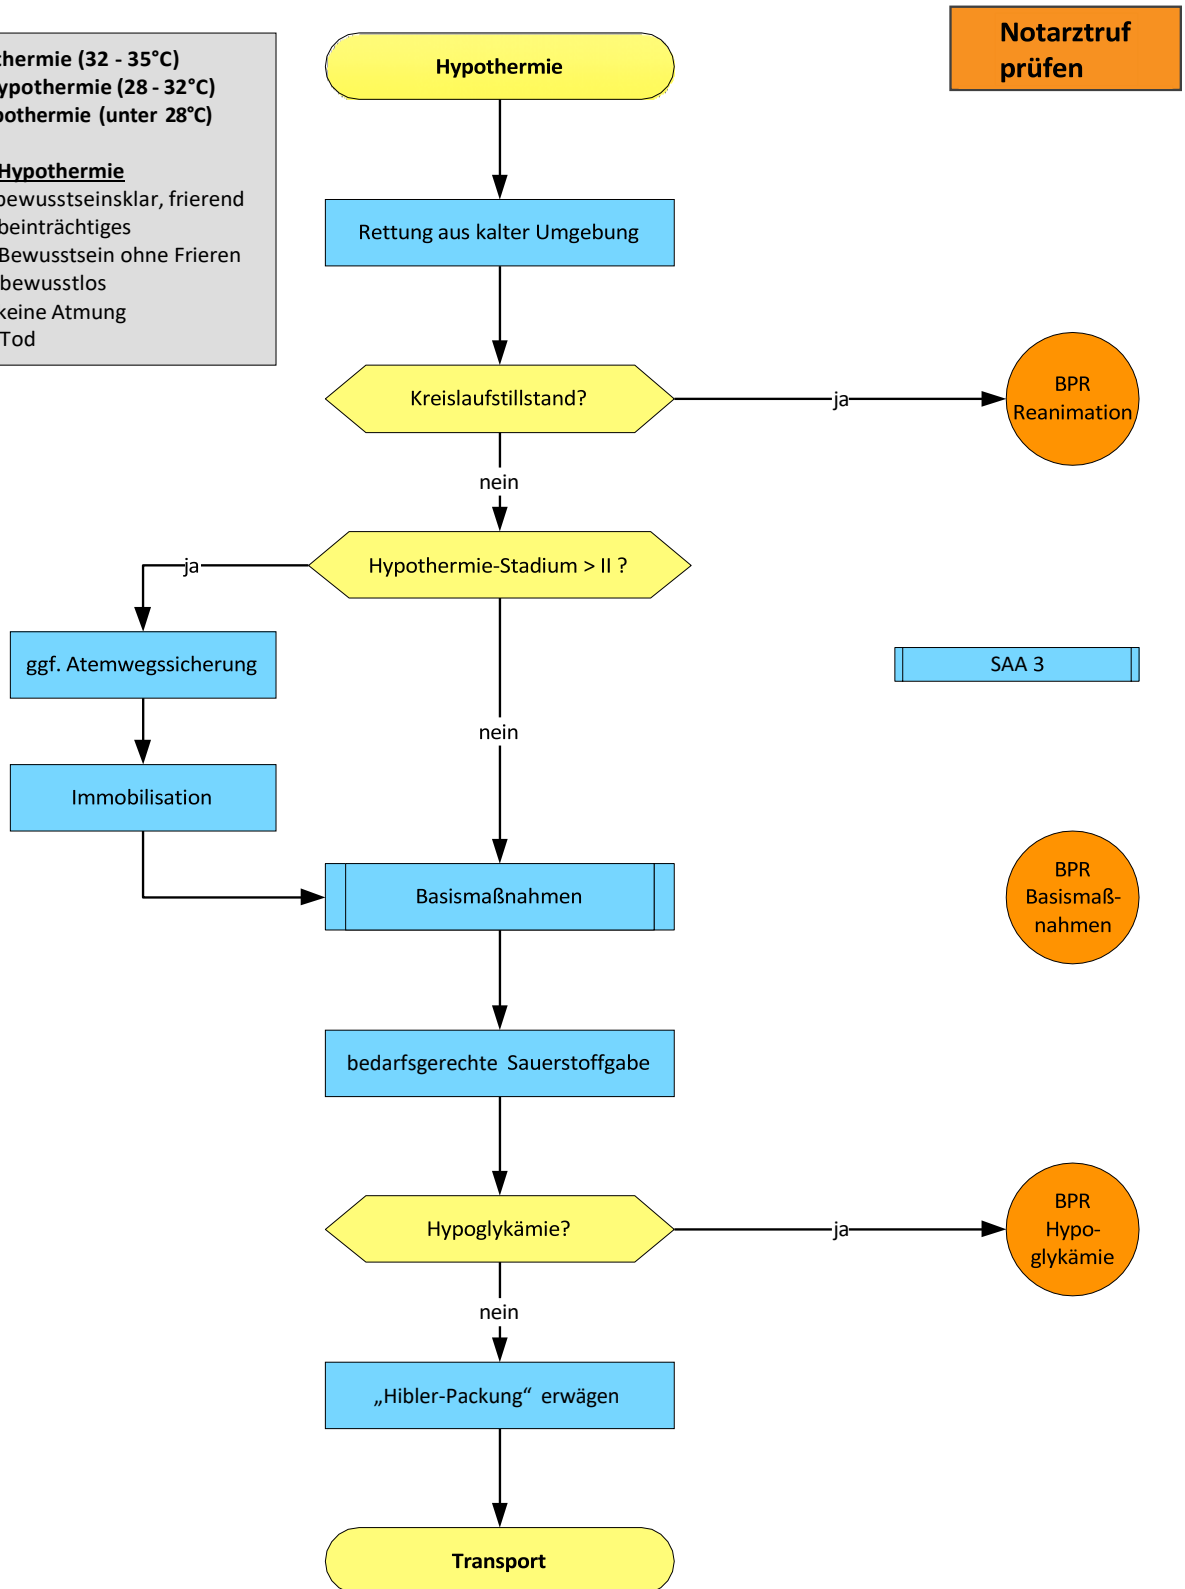 Notarztruf
prüfen
thermie (32 - 35°C)
ypothermie (28 - 32°C)
pothermie (unter 28°C)
Hypothermie
bewusstseinsklar, frierend
beinträchtiges
Bewusstsein ohne Frieren
bewusstlos
keine Atmung
Tod
Hypothermie
Rettung aus kalter Umgebung
Kreislaufstillstand?
ja
BPR
Reanimation
nein
Hypothermie-Stadium > II ?
ja
ggf. Atemwegssicherung
SAA 3
nein
Immobilisation
Basismaßnahmen
BPR
Basismaß-
nahmen
bedarfsgerechte Sauerstoffgabe
Hypoglykämie?
ja
BPR
Hypo-
glykämie
nein
„Hibler-Packung“ erwägen
Transport